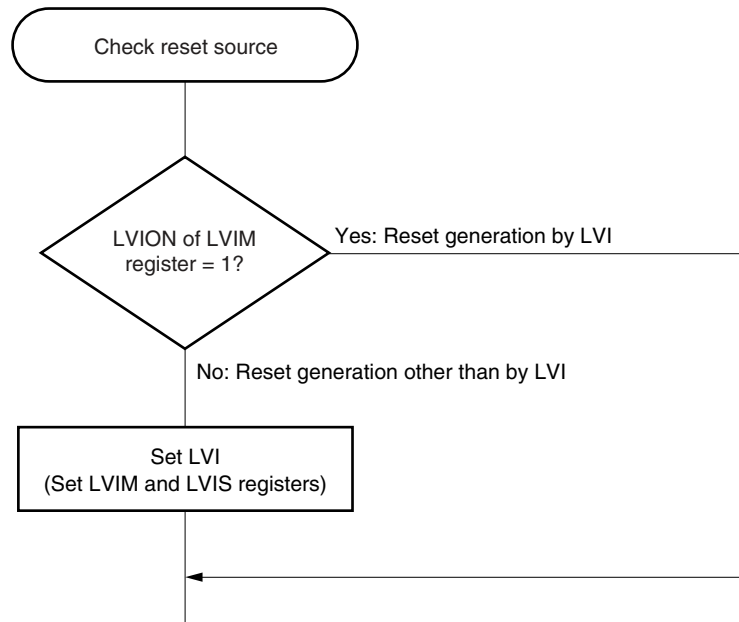 Check reset source
LVION of LVIM
register = 1?
Yes: Reset generation by LVI
No: Reset generation other than by LVI
Set LVI
(Set LVIM and LVIS registers)